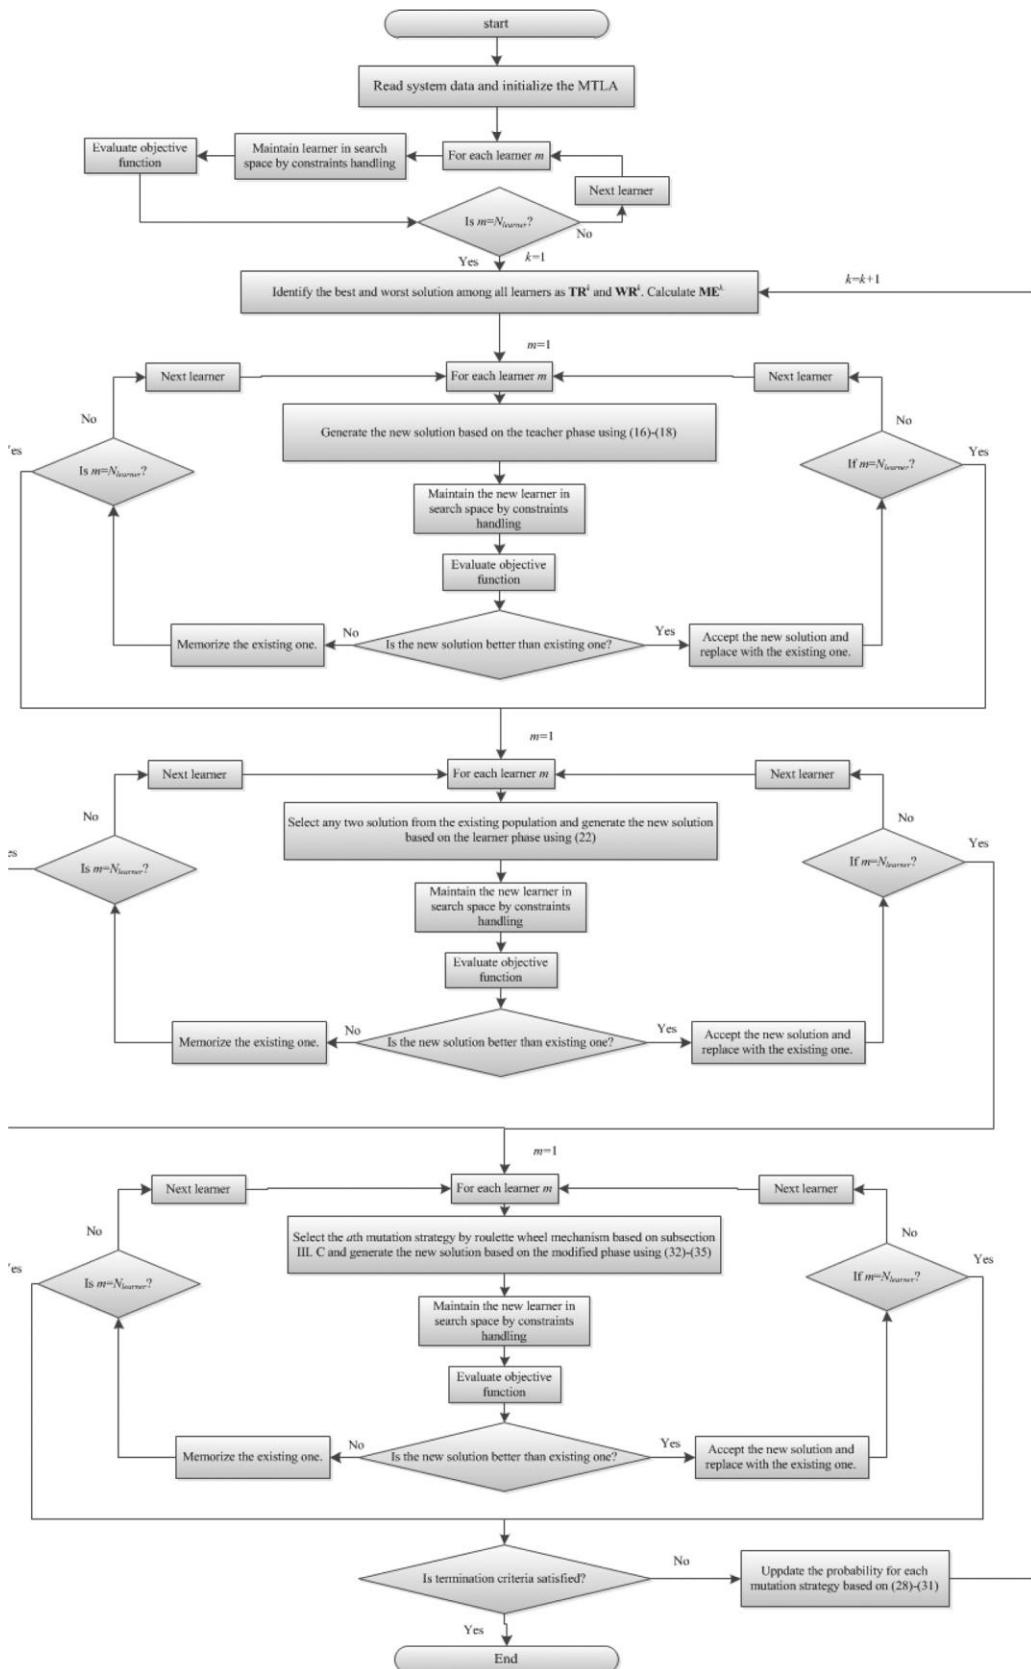 start
Read system data and initialize the MTLA
Evaluate objective
function
Maintain learner in search
space by constraints handling
For each learner m
Next learner
Is m=Nlearner?
No
Yes
k=1
Identify the best and worst solution among all learners as TR^k and WR^k. Calculate ME^k
k=k+1
m=1
Next learner
For each learner m
Next learner
No
Generate the new solution based on the teacher phase using (16)-(18)
No
Yes
Is m=Nlearner?
If m=Nlearner?
Yes
Maintain the new learner in
search space by constraints
handling
Evaluate objective
function
Memorize the existing one.
No
Is the new solution better than existing one?
Yes
Accept the new solution and
replace with the existing one.
m=1
Next learner
For each learner m
Next learner
No
Select any two solution from the existing population and generate the new solution
based on the learner phase using (22)
No
es
Is m=Nlearner?
If m=Nlearner?
Yes
Maintain the new learner in
search space by constraints
handling
Evaluate objective
function
Memorize the existing one.
No
Is the new solution better than existing one?
Yes
Accept the new solution and
replace with the existing one.
m=1
Next learner
For each learner m
Next learner
No
Select the ath mutation strategy by roulette wheel mechanism based on subsection
III. C and generate the new solution based on the modified phase using (32)-(35)
No
Yes
Is m=Nlearner?
If m=Nlearner?
Yes
Maintain the new learner in
search space by constraints
handling
Evaluate objective
function
Memorize the existing one.
No
Is the new solution better than existing one?
Yes
Accept the new solution and
replace with the existing one.
Is termination criteria satisfied?
No
Uppdate the probability for each
mutation strategy based on (28)-(31)
Yes
End